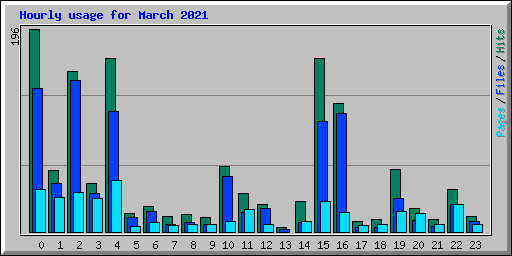 Hourly usage for March 2021
196
Pages/Files/Hits
0 1 2 3 4 5 6 7 8 9 10 11 12 13 14 15 16 17 18 19 20 21 22 23